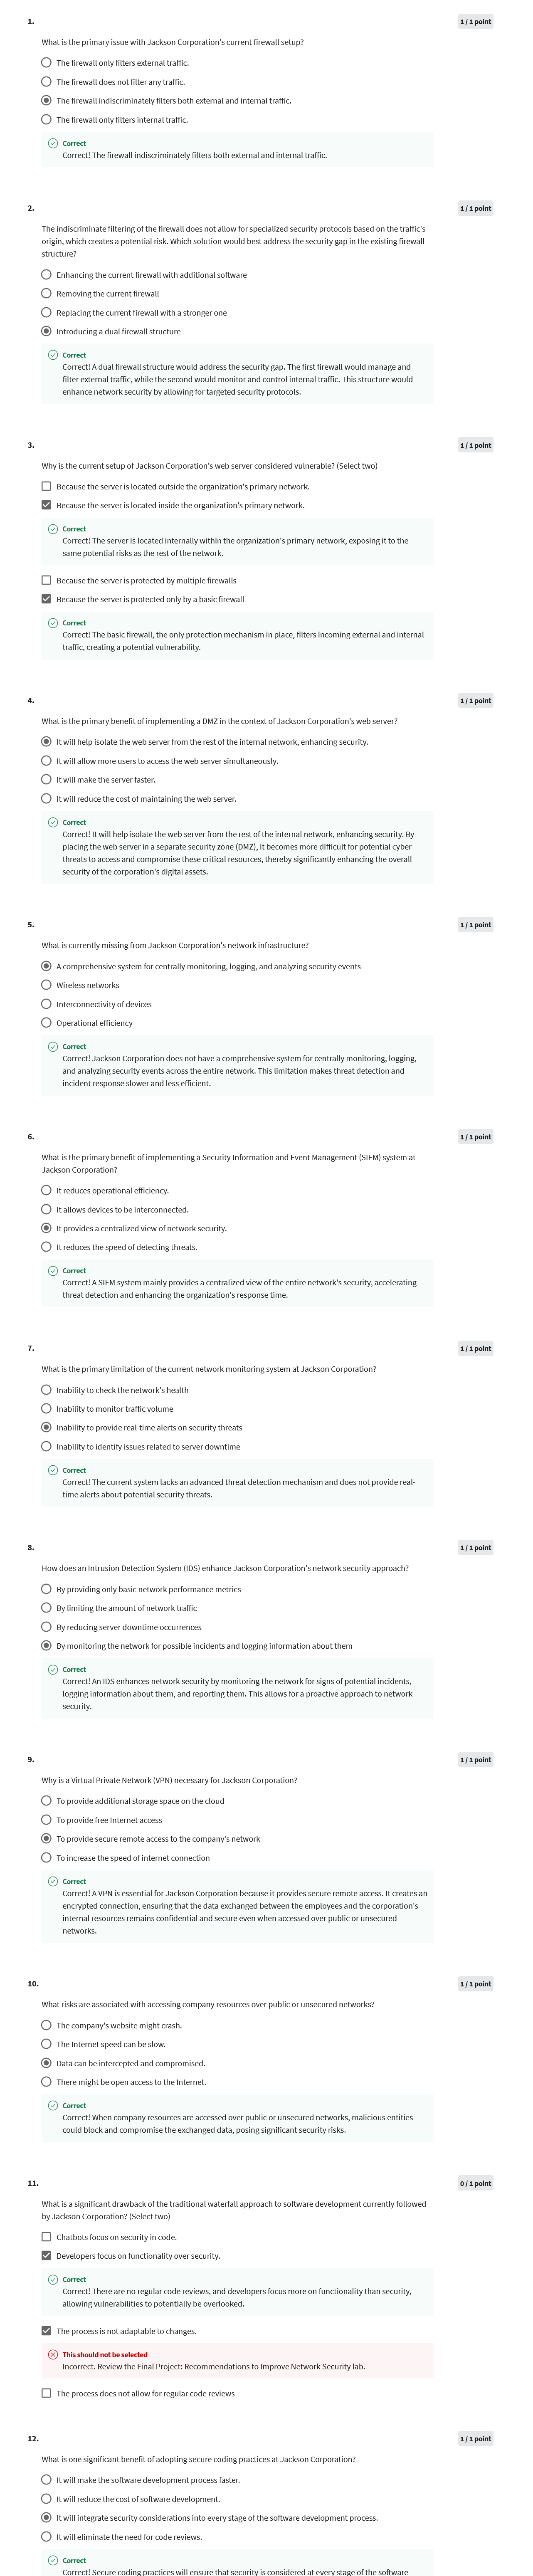 1.
1 / 1 point
What is the primary issue with Jackson Corporation's current firewall setup?
The firewall only filters external traffic.
The firewall does not filter any traffic.
The firewall indiscriminately filters both external and internal traffic.
The firewall only filters internal traffic.
Correct
Correct! The firewall indiscriminately filters both external and internal traffic.
2.
1 / 1 point
The indiscriminate filtering of the firewall does not allow for specialized security protocols based on the traffic's
origin, which creates a potential risk. Which solution would best address the security gap in the existing firewall
structure?
Enhancing the current firewall with additional software
Removing the current firewall
Replacing the current firewall with a stronger one
Introducing a dual firewall structure
Correct
Correct! A dual firewall structure would address the security gap. The first firewall would manage and
filter external traffic, while the second would monitor and control internal traffic. This structure would
enhance network security by allowing for targeted security protocols.
3.
1 / 1 point
Why is the current setup of Jackson Corporation's web server considered vulnerable? (Select two)
Because the server is located outside the organization's primary network.
Because the server is located inside the organization's primary network.
Correct
Correct! The server is located internally within the organization's primary network, exposing it to the
same potential risks as the rest of the network.
Because the server is protected by multiple firewalls
Because the server is protected only by a basic firewall
Correct
Correct! The basic firewall, the only protection mechanism in place, filters incoming external and internal
traffic, creating a potential vulnerability.
4.
1 / 1 point
What is the primary benefit of implementing a DMZ in the context of Jackson Corporation's web server?
It will help isolate the web server from the rest of the internal network, enhancing security.
It will allow more users to access the web server simultaneously.
It will make the server faster.
It will reduce the cost of maintaining the web server.
Correct
Correct! It will help isolate the web server from the rest of the internal network, enhancing security. By
placing the web server in a separate security zone (DMZ), it becomes more difficult for potential cyber
threats to access and compromise these critical resources, thereby significantly enhancing the overall
security of the corporation's digital assets.
5.
1 / 1 point
What is currently missing from Jackson Corporation's network infrastructure?
A comprehensive system for centrally monitoring, logging, and analyzing security events
Wireless networks
Interconnectivity of devices
Operational efficiency
Correct
Correct! Jackson Corporation does not have a comprehensive system for centrally monitoring, logging,
and analyzing security events across the entire network. This limitation makes threat detection and
incident response slower and less efficient.
6.
1 / 1 point
What is the primary benefit of implementing a Security Information and Event Management (SIEM) system at
Jackson Corporation?
It reduces operational efficiency.
It allows devices to be interconnected.
It provides a centralized view of network security.
It reduces the speed of detecting threats.
Correct
Correct! A SIEM system mainly provides a centralized view of the entire network's security, accelerating
threat detection and enhancing the organization's response time.
7.
1 / 1 point
What is the primary limitation of the current network monitoring system at Jackson Corporation?
Inability to check the network's health
Inability to monitor traffic volume
Inability to provide real-time alerts on security threats
Inability to identify issues related to server downtime
Correct
Correct! The current system lacks an advanced threat detection mechanism and does not provide real-
time alerts about potential security threats.
8.
1 / 1 point
How does an Intrusion Detection System (IDS) enhance Jackson Corporation's network security approach?
By providing only basic network performance metrics
By limiting the amount of network traffic
By reducing server downtime occurrences
By monitoring the network for possible incidents and logging information about them
Correct
Correct! An IDS enhances network security by monitoring the network for signs of potential incidents,
logging information about them, and reporting them. This allows for a proactive approach to network
security.
9.
1 / 1 point
Why is a Virtual Private Network (VPN) necessary for Jackson Corporation?
To provide additional storage space on the cloud
To provide free Internet access
To provide secure remote access to the company's network
To increase the speed of internet connection
Correct
Correct! A VPN is essential for Jackson Corporation because it provides secure remote access. It creates an
encrypted connection, ensuring that the data exchanged between the employees and the corporation's
internal resources remains confidential and secure even when accessed over public or unsecured
networks.
10.
1 / 1 point
What risks are associated with accessing company resources over public or unsecured networks?
The company's website might crash.
The Internet speed can be slow.
Data can be intercepted and compromised.
There might be open access to the Internet.
Correct
Correct! When company resources are accessed over public or unsecured networks, malicious entities
could block and compromise the exchanged data, posing significant security risks.
11.
0 / 1 point
What is a significant drawback of the traditional waterfall approach to software development currently followed
by Jackson Corporation? (Select two)
Chatbots focus on security in code.
Developers focus on functionality over security.
Correct
Correct! There are no regular code reviews, and developers focus more on functionality than security,
allowing vulnerabilities to potentially be overlooked.
The process is not adaptable to changes.
This should not be selected
Incorrect. Review the Final Project: Recommendations to Improve Network Security lab.
The process does not allow for regular code reviews
12.
1 / 1 point
What is one significant benefit of adopting secure coding practices at Jackson Corporation?
It will make the software development process faster.
It will reduce the cost of software development.
It will integrate security considerations into every stage of the software development process.
It will eliminate the need for code reviews.
Correct
Correct! Secure coding practices will ensure that security is considered at every stage of the software